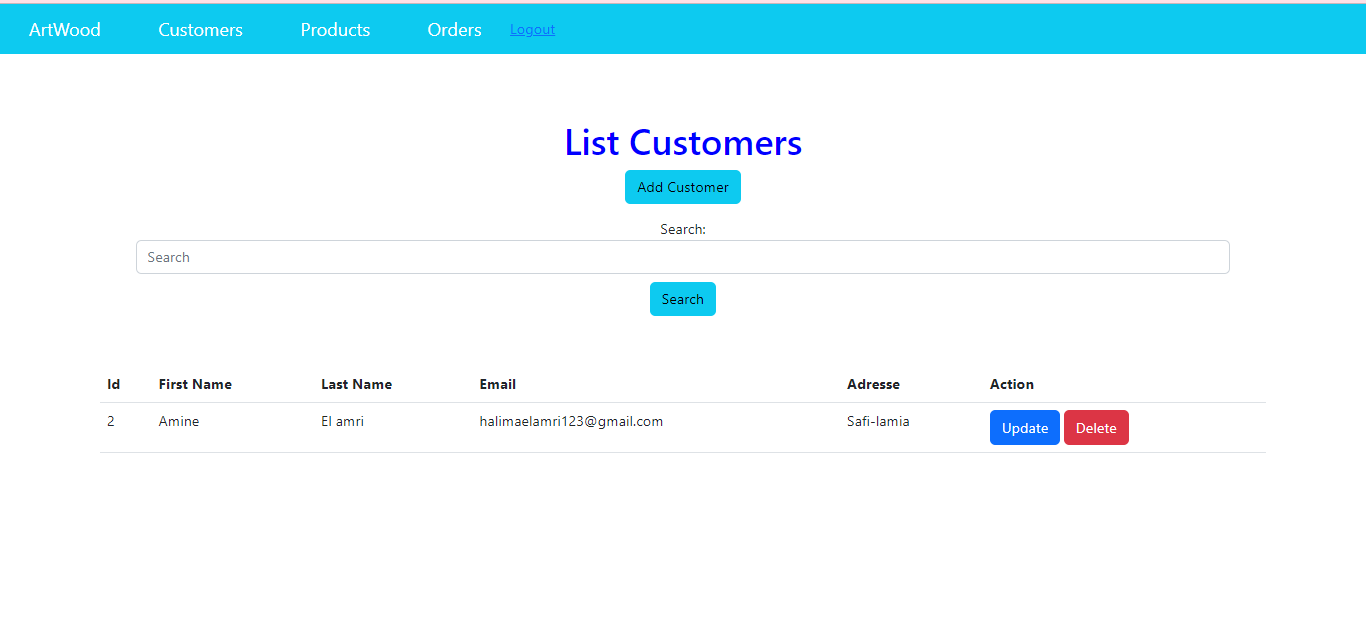 ArtWood Customers Products Orders Logout
List Customers
Add Customer
Search:
Search
Search
Id First Name Last Name Email Adresse Action
2 Amine El amri halimaelamri123@gmail.com Safi-lamia Update Delete